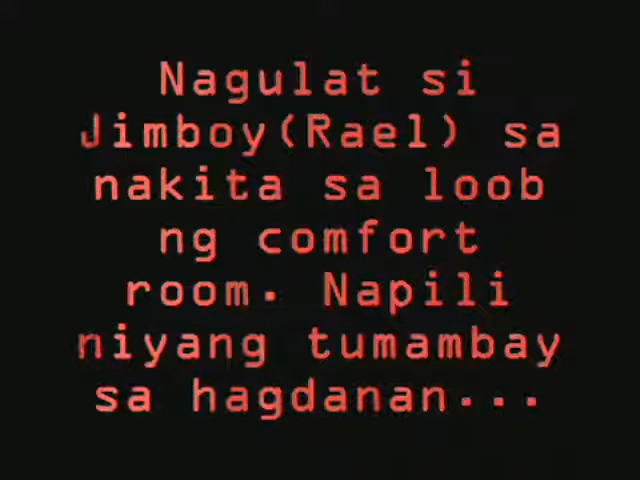 Nagulat si
Jimboy(Rael) sa
nakita sa loob
ng comfort
room. Napili
niyang tumambay
sa hagdanan...